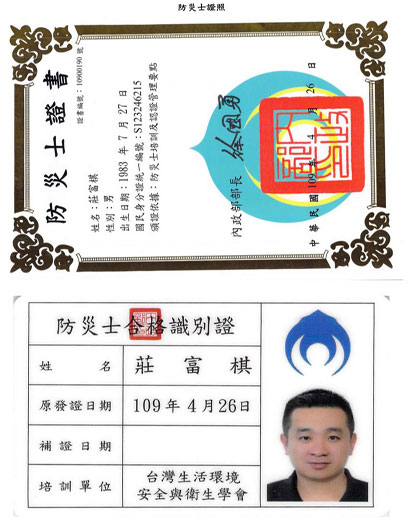 防災士證照
防災士證書
證書編號：10900190 號
姓名：莊富棋
性別：男
出生日期：1983 年 7 月 27 日
國民身分證統一編號：S123246215
頒證依據：防災士培訓及認證管理要點
內政部部長 徐國勇
中華民國 109 年 4 月 26 日
防災士合格識別證
姓名 莊富棋
原發證日期 109 年 4 月 26 日
補證日期
培訓單位 台灣生活環境
安全與衛生學會